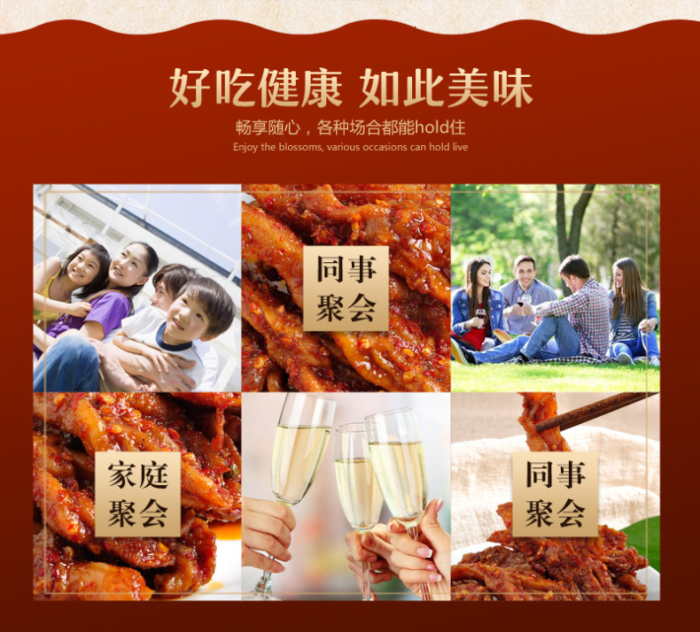 好吃健康 如此美味
畅享随心，各种场合都能hold住
Enjoy the blossoms, various occasions can hold live
同事
聚会
家庭
聚会
同事
聚会